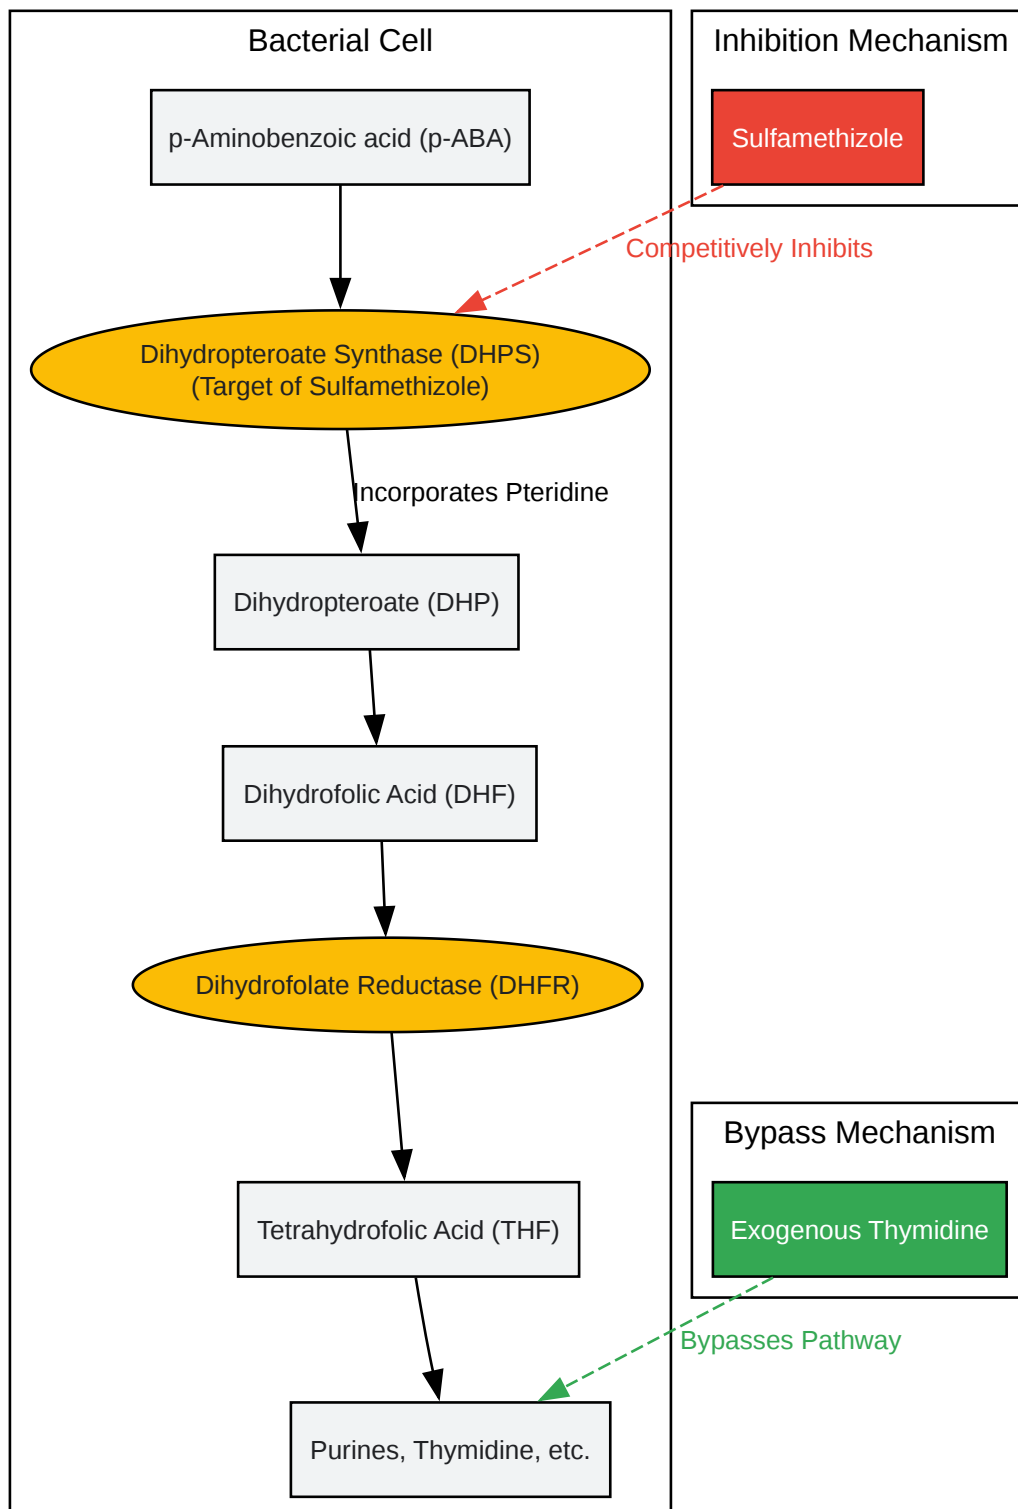 Bacterial Cell
Inhibition Mechanism
p-Aminobenzoic acid (p-ABA)
Sulfamethizole
Competitively Inhibits
Dihydropteroate Synthase (DHPS)
(Target of Sulfamethizole)
Incorporates Pteridine
Dihydropteroate (DHP)
Dihydrofolic Acid (DHF)
Dihydrofolate Reductase (DHFR)
Bypass Mechanism
Tetrahydrofolic Acid (THF)
Exogenous Thymidine
Bypasses Pathway
Purines, Thymidine, etc.